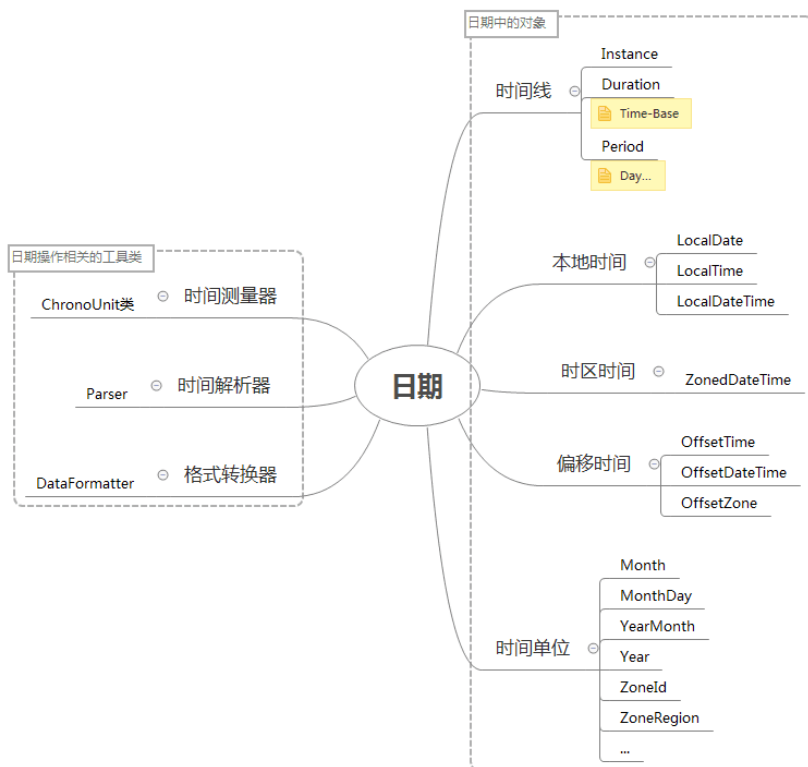 日期中的对象
时间线
Instance
Duration
Time-Base
Period
Day...
本地时间
LocalDate
LocalTime
LocalDateTime
时区时间
ZonedDateTime
偏移时间
OffsetTime
OffsetDateTime
OffsetZone
时间单位
Month
MonthDay
YearMonth
Year
ZoneId
ZoneRegion
...
日期
日期操作相关的工具类
时间测量器
ChronoUnit类
时间解析器
Parser
格式转换器
DataFormatter